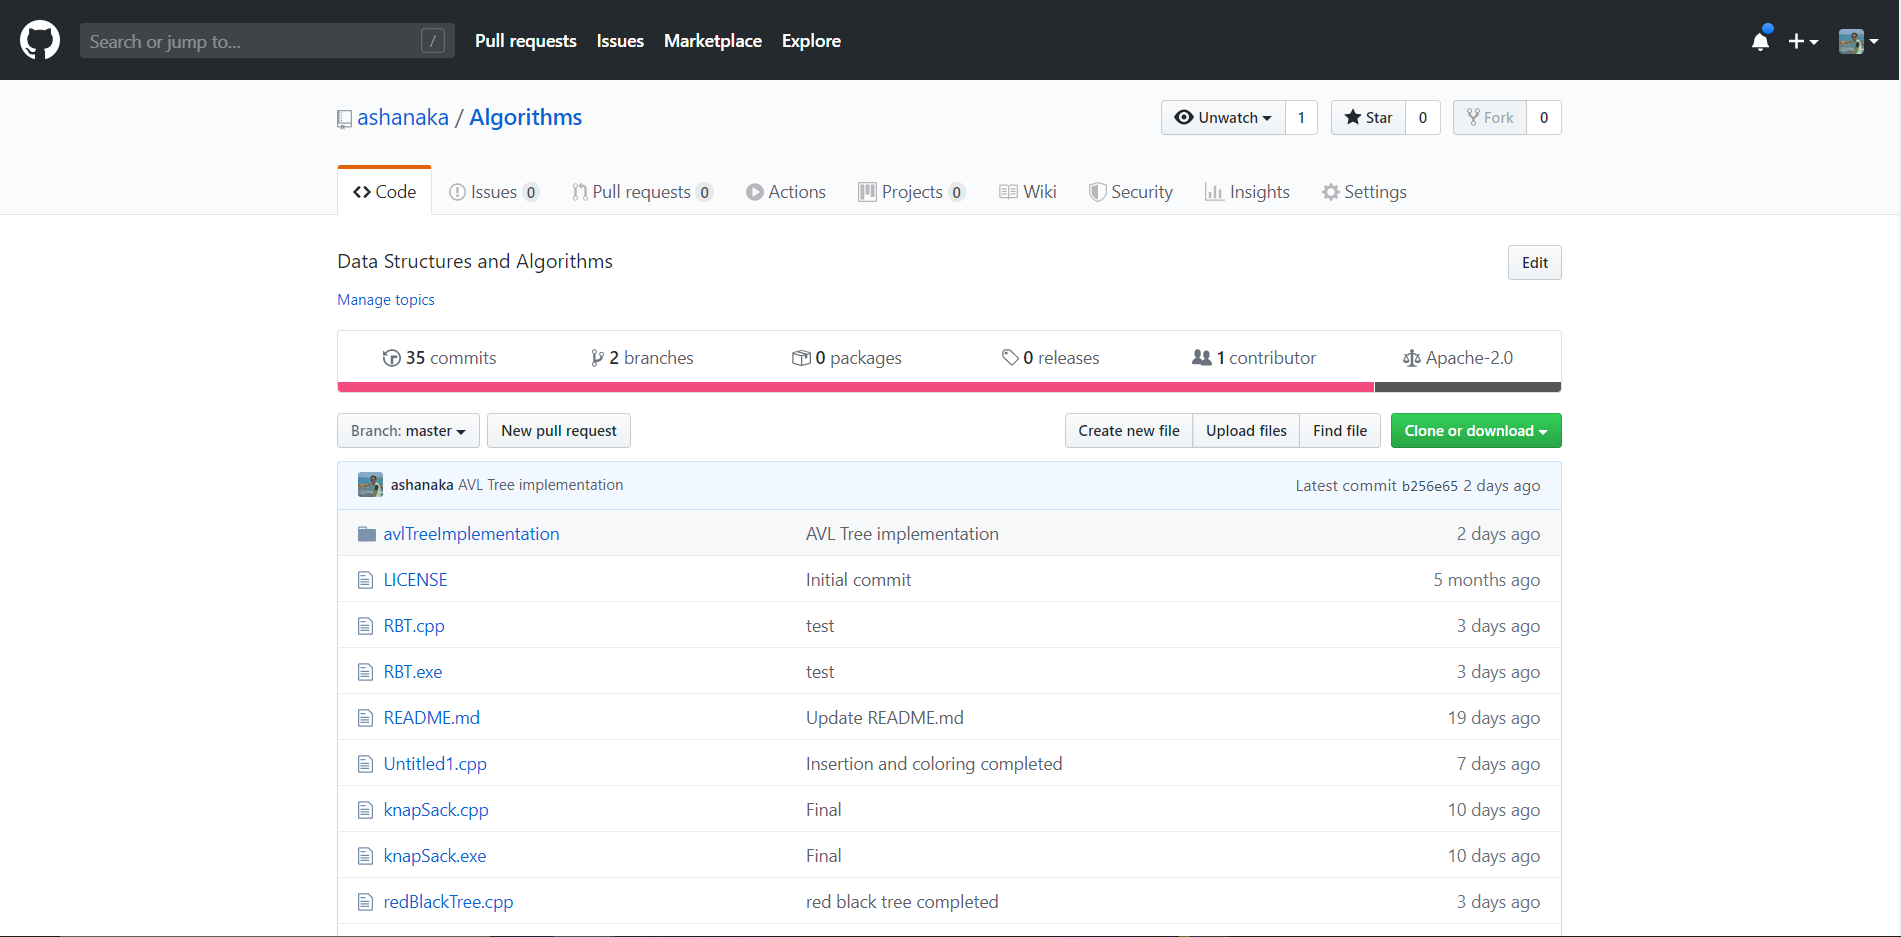 Search or jump to... /
Pull requests Issues Marketplace Explore
ashanaka / Algorithms
Unwatch 1 Star 0 Fork 0
Code Issues 0 Pull requests 0 Actions Projects 0 Wiki Security Insights Settings
Data Structures and Algorithms
Edit
Manage topics
35 commits 2 branches 0 packages 0 releases 1 contributor Apache-2.0
Branch: master New pull request Create new file Upload files Find file Clone or download
ashanaka AVL Tree implementation Latest commit b256e65 2 days ago
avlTreeImplementation AVL Tree implementation 2 days ago
LICENSE Initial commit 5 months ago
RBT.cpp test 3 days ago
RBT.exe test 3 days ago
README.md Update README.md 19 days ago
Untitled1.cpp Insertion and coloring completed 7 days ago
knapSack.cpp Final 10 days ago
knapSack.exe Final 10 days ago
redBlackTree.cpp red black tree completed 3 days ago